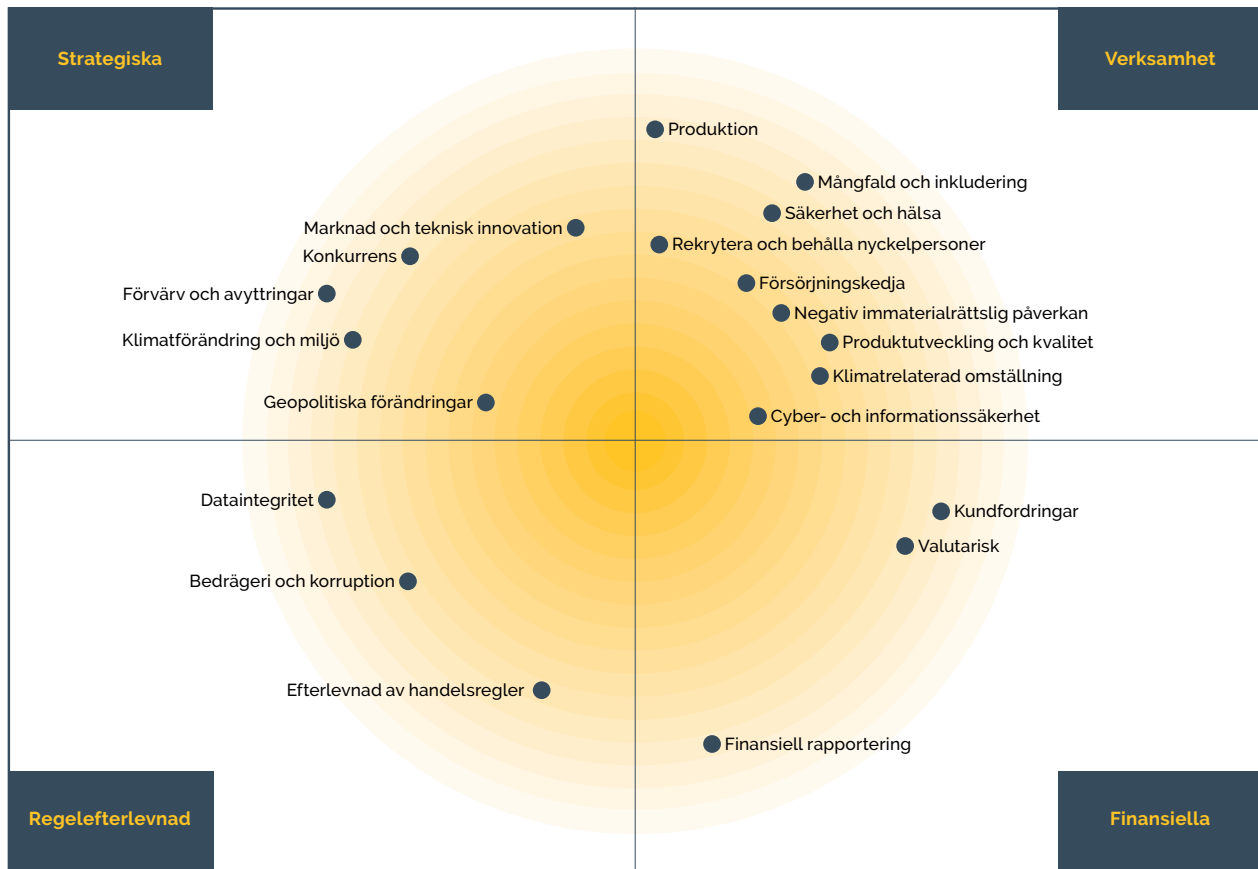 Strategiska
Verksamhet
Produktion
Mångfald och inkludering
Säkerhet och hälsa
Marknad och teknisk innovation
Rekrytera och behålla nyckelpersoner
Konkurrens
Försörjningskedja
Förvärv och avyttringar
Negativ immaterialrättslig påverkan
Klimatförändring och miljö
Produktutveckling och kvalitet
Klimatrelaterad omställning
Geopolitiska förändringar
Cyber- och informationssäkerhet
Dataintegritet
Kundfordringar
Valutarisk
Bedrägeri och korruption
Efterlevnad av handelsregler
Finansiell rapportering
Regelefterlevnad
Finansiella